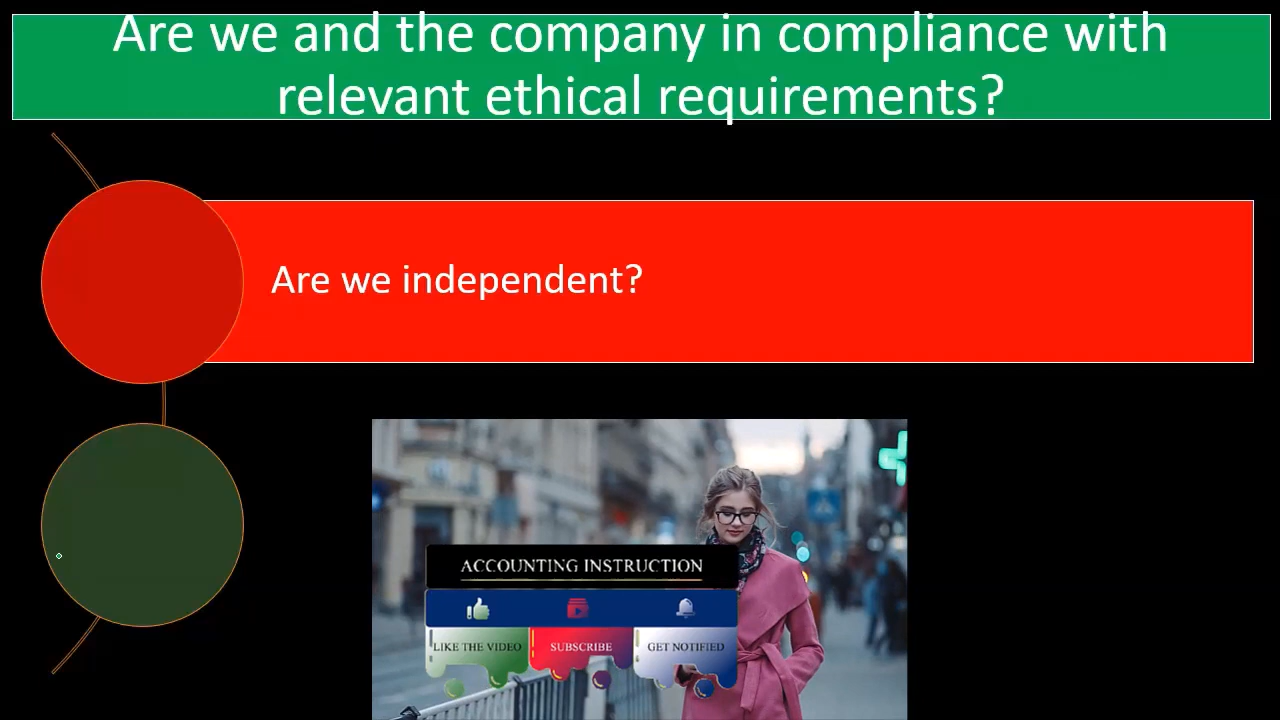 Are we and the company in compliance with
relevant ethical requirements?
Are we independent?
ACCOUNTING INSTRUCTION
LIKE THE VIDEO
SUBSCRIBE
GET NOTIFIED